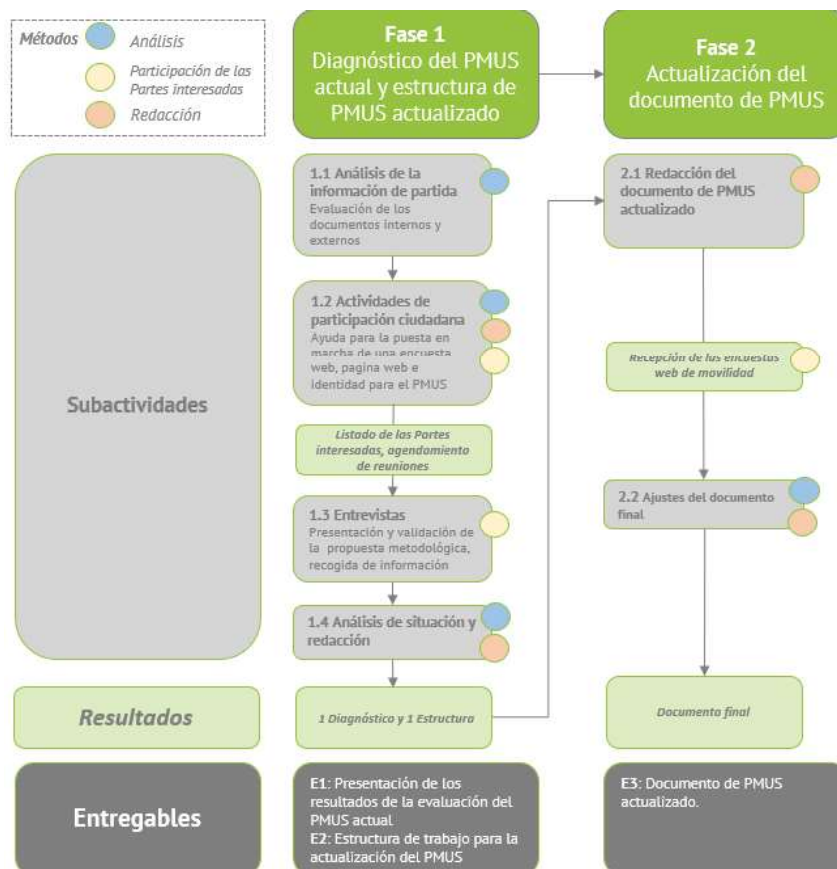 Métodos
Análisis
Participación de las
Partes interesadas
Redacción
Fase 1
Diagnóstico del PMUS
actual y estructura de
PMUS actualizado
Fase 2
Actualización del
documento de PMUS
Subactividades
1.1 Análisis de la
información de partida
Evaluación de los
documentos internos y
externos
1.2 Actividades de
participación ciudadana
Ayuda para la puesta en
marcha de una encuesta
web, pagina web e
identidad para el PMUS
Listado de las Partes
interesadas, agendamiento
de reuniones
1.3 Entrevistas
Presentación y validación de
la propuesta metodológica,
recogida de información
1.4 Análisis de situación y
redacción
2.1 Redacción del
documento de PMUS
actualizado
Recepción de las encuestas
web de movilidad
2.2 Ajustes del documento
final
Resultados
1 Diagnóstico y 1 Estructura
Documento final
Entregables
E1: Presentación de los
resultados de la evaluación del
PMUS actual
E2: Estructura de trabajo para la
actualización del PMUS
E3: Documento de PMUS
actualizado.